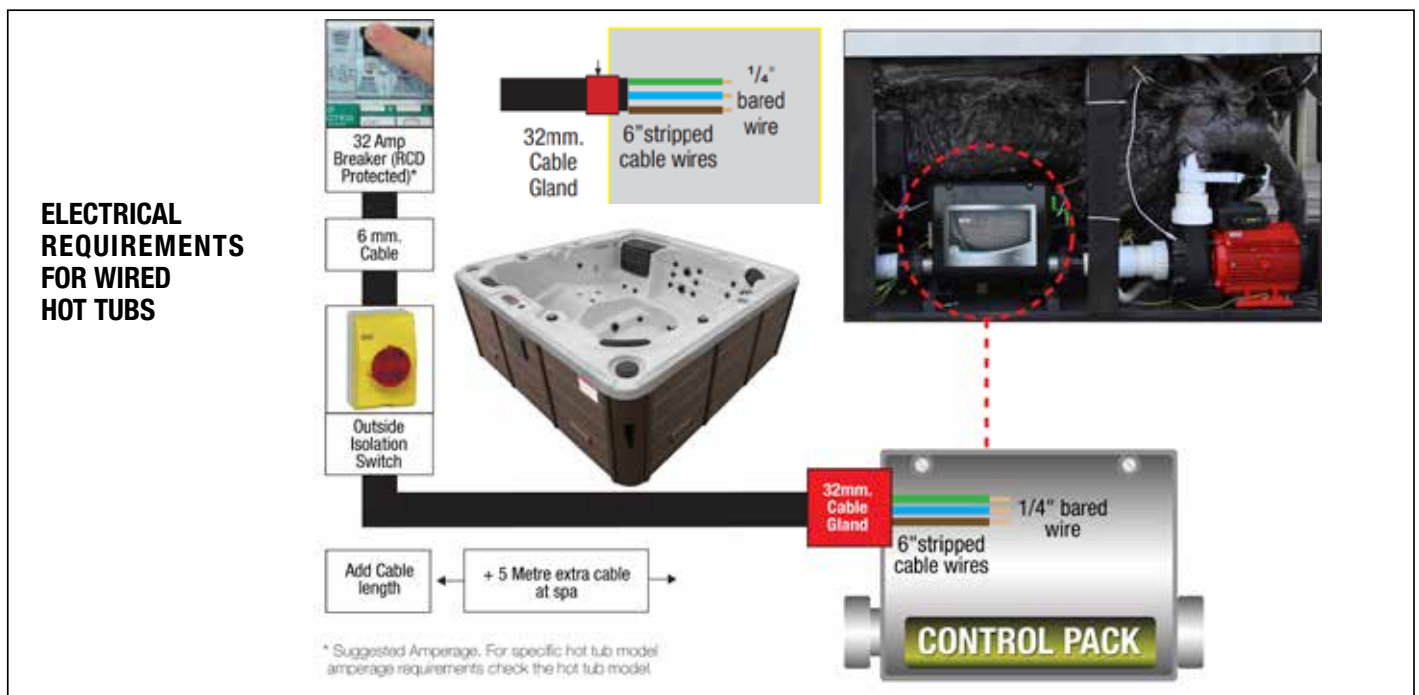 ELECTRICAL
REQUIREMENTS
FOR WIRED
HOT TUBS
32 Amp
Breaker (RCD
Protected)*
6 mm.
Cable
Outside
Isolation
Switch
Add Cable
length
+ 5 Metre extra cable
at spa
* Suggested Amperage. For specific hot tub model
amperage requirements check the hot tub model
32mm.
Cable
Gland
6"stripped
cable wires
1/4"
bared
wire
32mm.
Cable
Gland
6"stripped
cable wires
1/4" bared
wire
CONTROL PACK